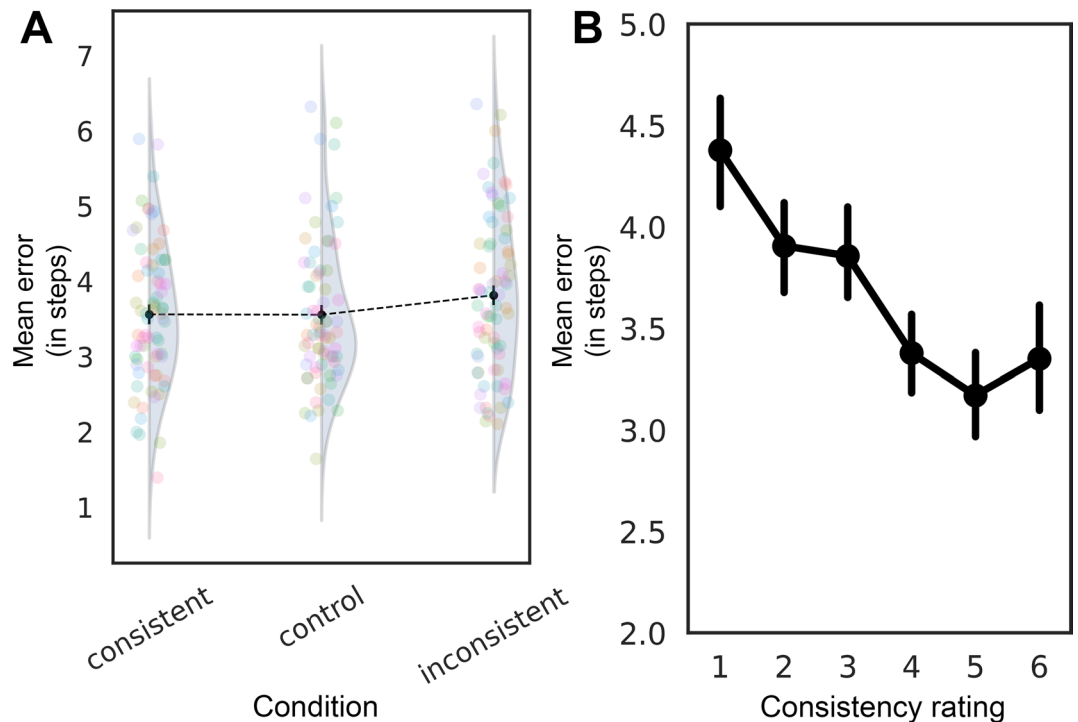 A
7
6
5
4
3
2
1
Mean error
(in steps)
consistent
control
inconsistent
Condition
B
5.0
4.5
4.0
3.5
3.0
2.5
2.0
Mean error
(in steps)
1 2 3 4 5 6
Consistency rating